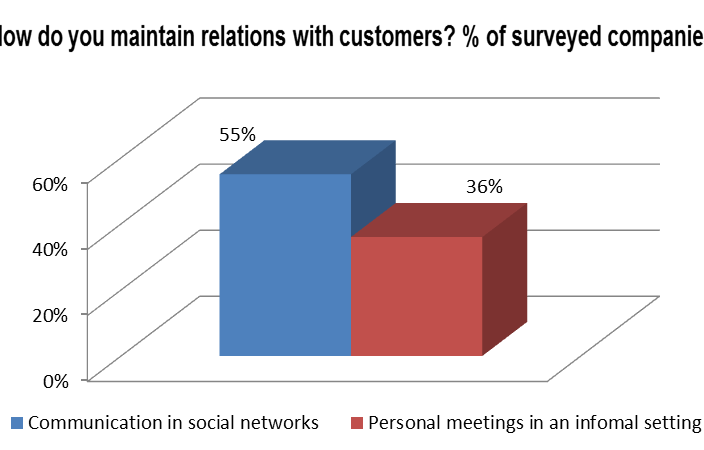 How do you maintain relations with customers? % of surveyed companie
55%
36%
60%
40%
20%
0%
Communication in social networks
Personal meetings in an infomal setting